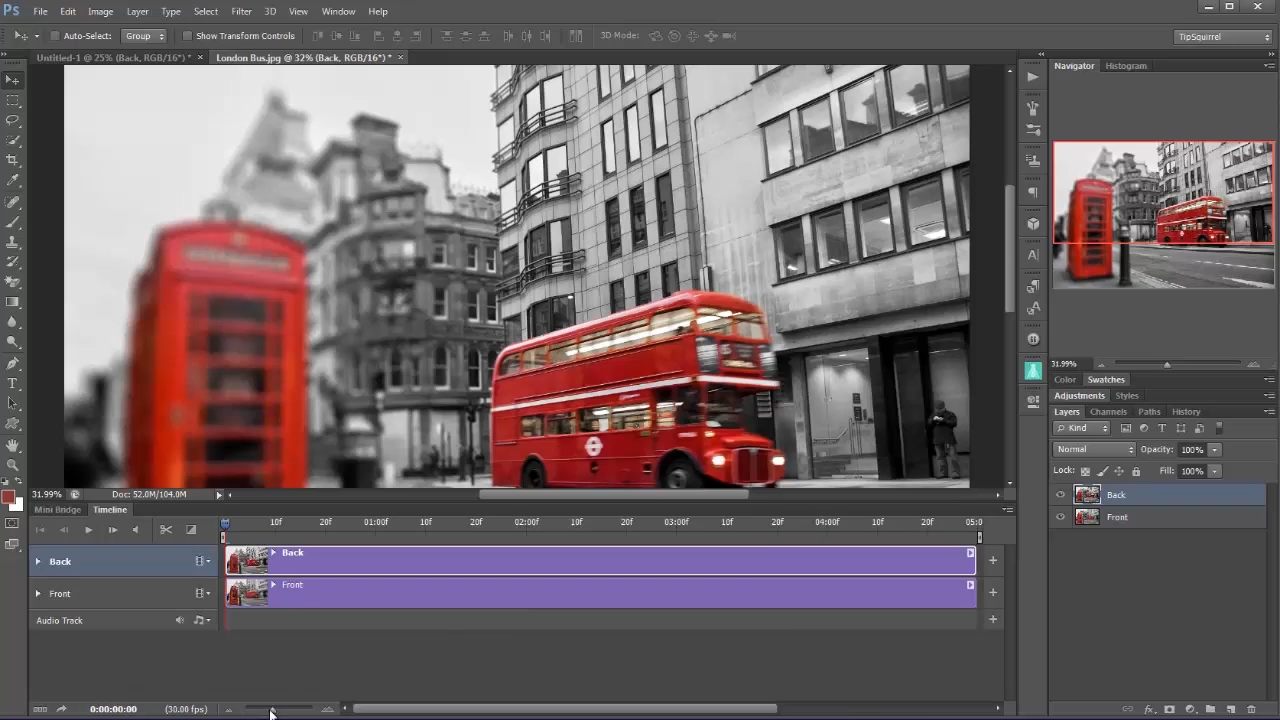 Ps File Edit Image Layer Type Select Filter 3D View Window Help
Auto-Select: Group Show Transform Controls 3D Mode: TipSquirrel
Untitled-1 @ 25% (Back, RGB/16*) * × London Bus.jpg @ 32% (Back, RGB/16*) * ×
Navigator Histogram
31.99%
Color Swatches
Adjustments Styles
Layers Channels Paths History
Kind
Normal Opacity: 100%
Lock: Fill: 100%
Back
Front
31.99% Doc: 52.0M/104.0M
Mini Bridge Timeline
10f 20f 01:00f 10f 20f 02:00f 10f 20f 03:00f 10f 20f 04:00f 10f 20f 05:0
Back Back
Front Front
Audio Track
0:00:00:00 (30.00 fps)